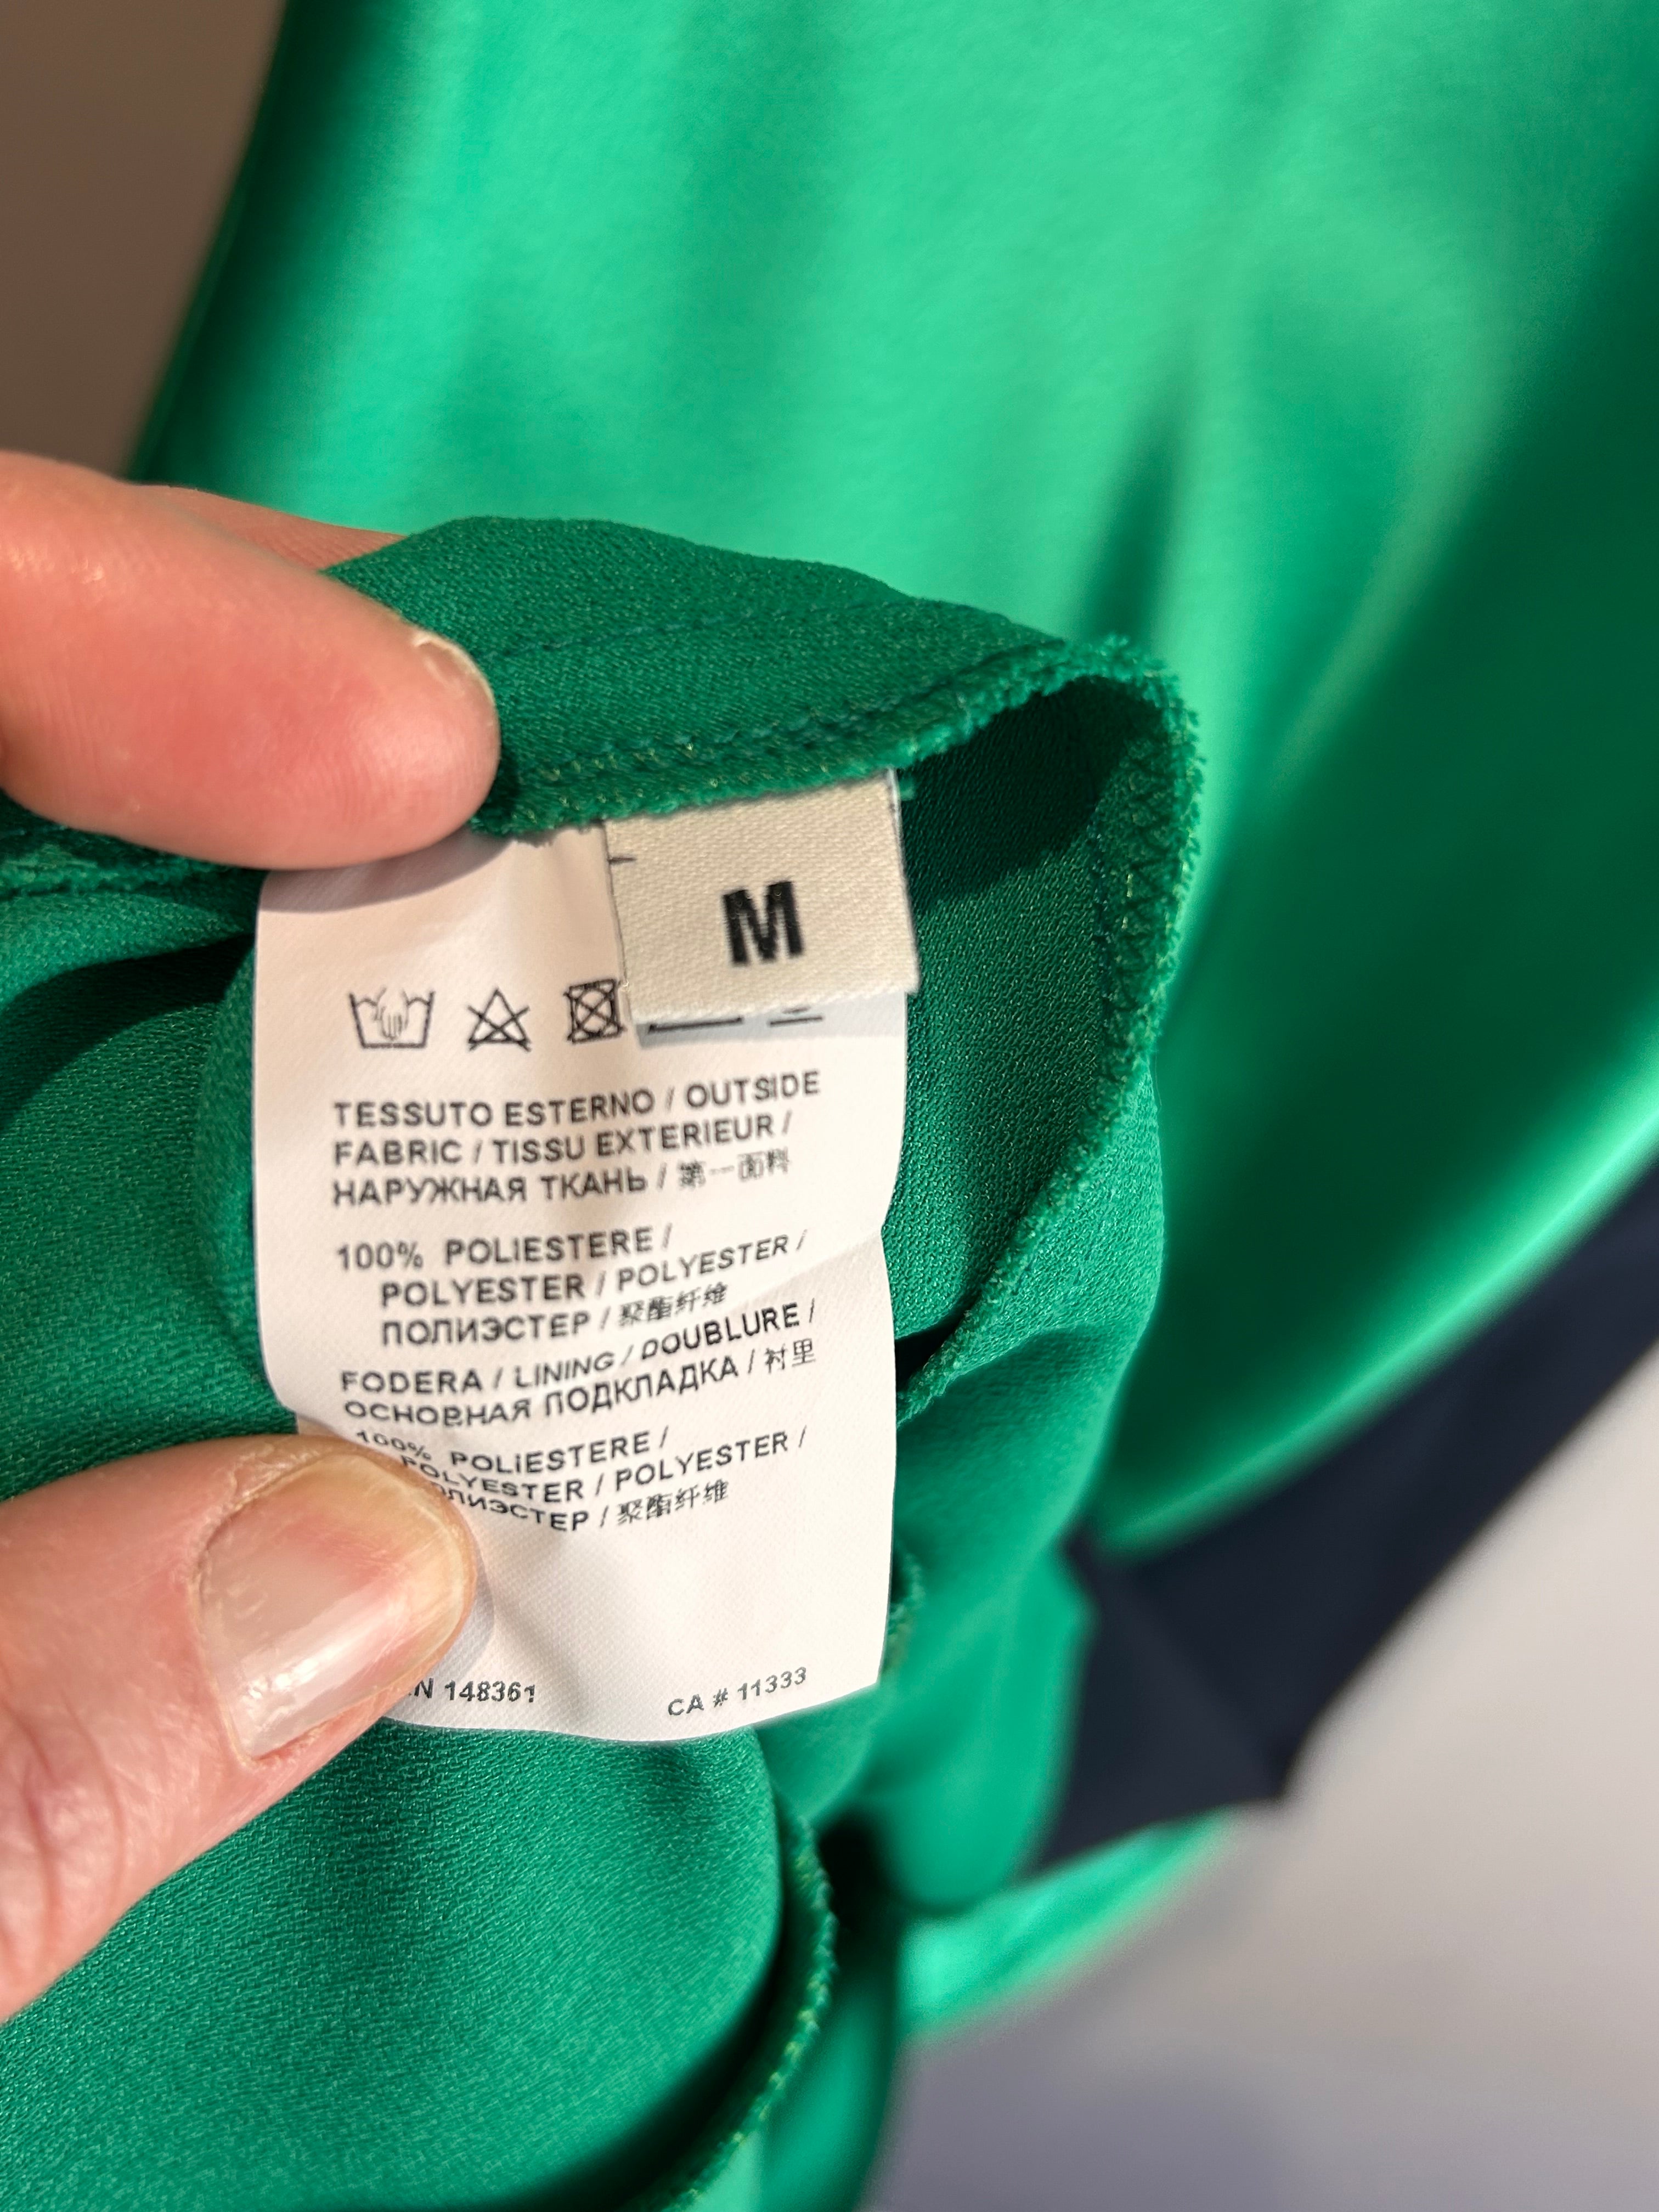 M
TESSUTO ESTERNO / OUTSIDE
FABRIC / TISSU EXTERIEUR /
НАРУЖНАЯ ТКАНЬ / 第一面料
100% POLIESTERE /
POLYESTER / POLYESTER /
ПОЛИЭСТЕР / 聚酯纤维
FODERA / LINING / DOUBLURE /
ОСНОВНАЯ ПОДКЛАДКА / 衬里
100% POLIESTERE /
POLYESTER / POLYESTER /
/ 聚酯纤维
148361
CA # 11333